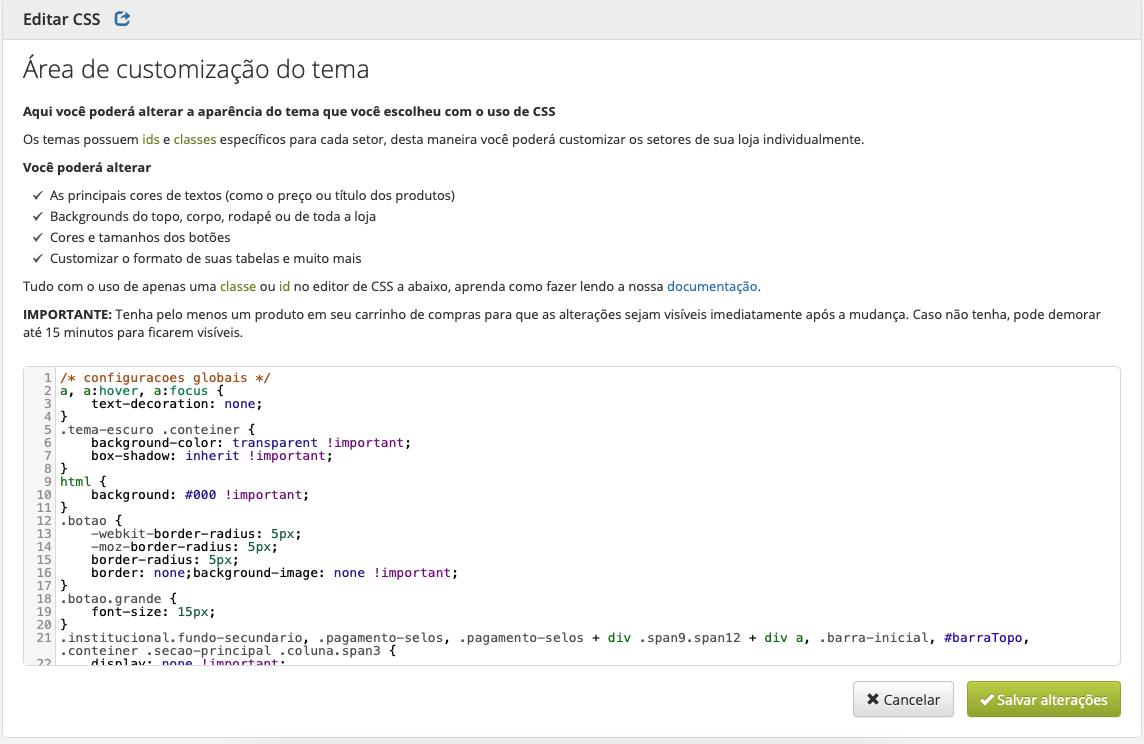 Editar CSS
Área de customização do tema
Aqui você poderá alterar a aparência do tema que você escolheu com o uso de CSS
Os temas possuem ids e classes específicos para cada setor, desta maneira você poderá customizar os setores de sua loja individualmente.
Você poderá alterar
✓ As principais cores de textos (como o preço ou título dos produtos)
✓ Backgrounds do topo, corpo, rodapé ou de toda a loja
✓ Cores e tamanhos dos botões
✓ Customizar o formato de suas tabelas e muito mais
Tudo com o uso de apenas uma classe ou id no editor de CSS a abaixo, aprenda como fazer lendo a nossa documentação.
IMPORTANTE: Tenha pelo menos um produto em seu carrinho de compras para que as alterações sejam visíveis imediatamente após a mudança. Caso não tenha, pode demorar
até 15 minutos para ficarem visíveis.
1 /* configuracoes globais */
2 a, a:hover, a:focus {
3     text-decoration: none;
4 }
5 .tema-escuro .conteiner {
6     background-color: transparent !important;
7     box-shadow: inherit !important;
8 }
9 html {
10     background: #000 !important;
11 }
12 .botao {
13     -webkit-border-radius: 5px;
14     -moz-border-radius: 5px;
15     border-radius: 5px;
16     border: none;background-image: none !important;
17 }
18 .botao.grande {
19     font-size: 15px;
20 }
21 .institucional.fundo-secundario, .pagamento-selos, .pagamento-selos + div .span9.span12 + div a, .barra-inicial, #barraTopo,
.conteiner .secao-principal .coluna.span3 {
22     display: none !important;
✖ Cancelar
✔ Salvar alterações